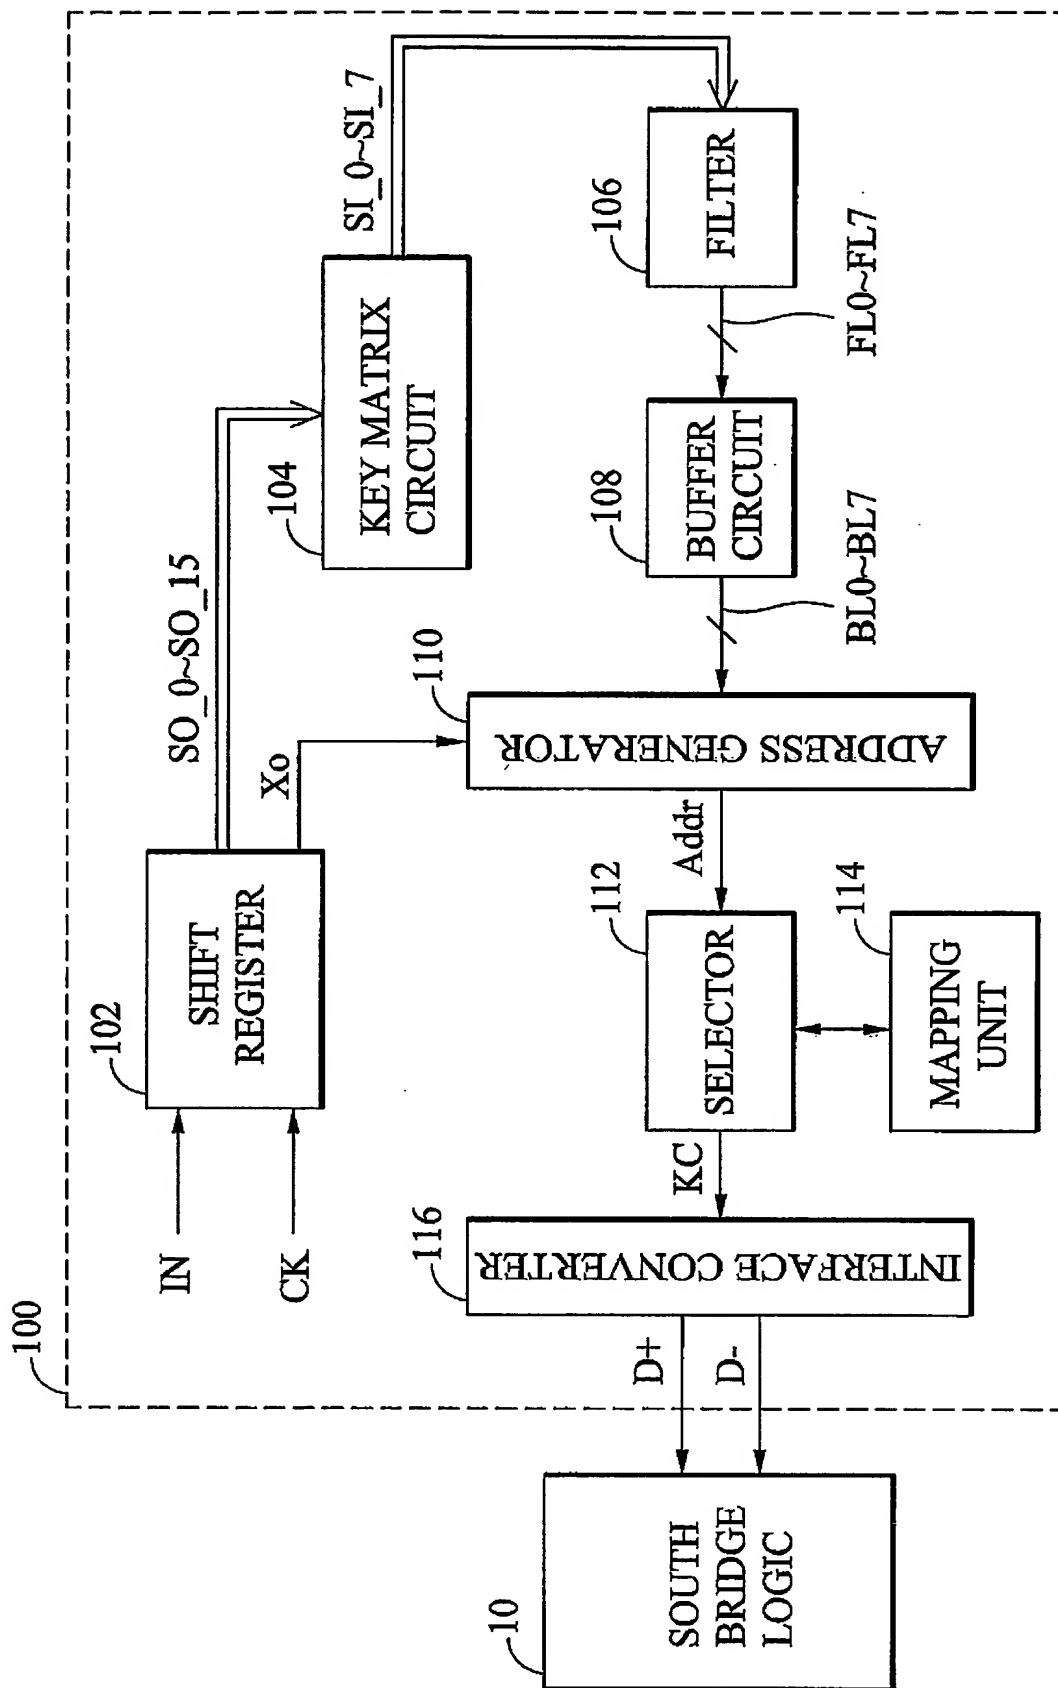 100
IN
CK
102
SHIFT
REGISTER
SO_0~SO_15
Xo
104
KEY MATRIX
CIRCUIT
SI_0~SI_7
106
FILTER
FL0~FL7
108
BUFFER
CIRCUIT
BL0~BL7
110
ADDRESS GENERATOR
Addr
112
SELECTOR
114
MAPPING
UNIT
KC
116
INTERFACE CONVERTER
D+
D-
10
SOUTH
BRIDGE
LOGIC